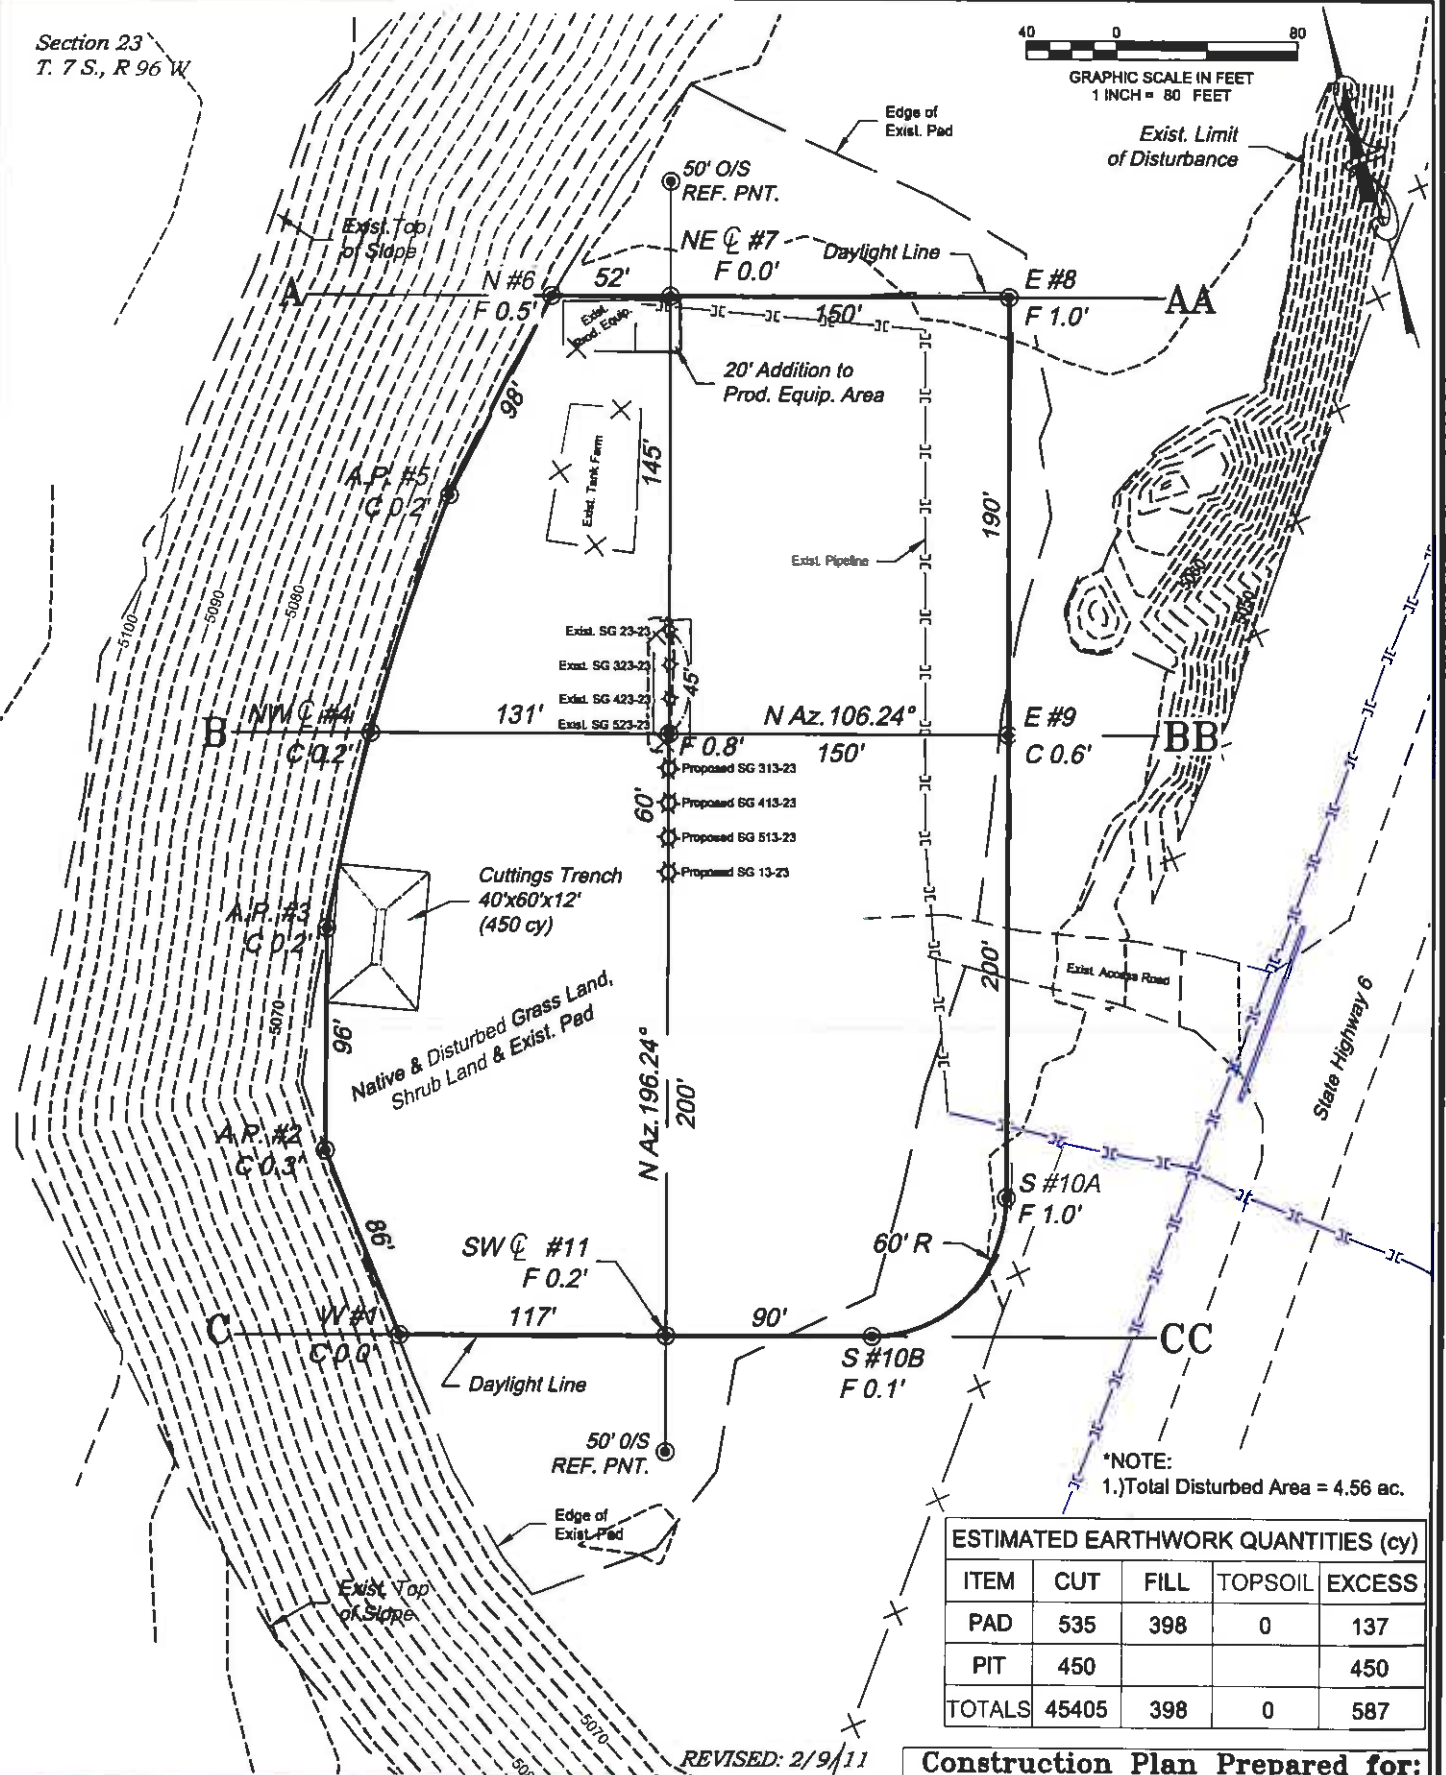 Section 23
T. 7 S., R 96 W
40 0 80
GRAPHIC SCALE IN FEET
1 INCH = 80 FEET
Edge of
Exist. Pad
Exist. Limit
of Disturbance
50' O/S
REF. PNT.
Exist. Top
of Slope
NE ℄ #7
F 0.0'
Daylight Line
N #6
F 0.5'
52'
E #8
F 1.0'
A
AA
150'
Exist.
Prod. Equip.
20' Addition to
Prod. Equip. Area
98'
A.P. #5
C 0.2'
Exist. Tank Farm
145'
190'
Exist. Pipeline
5100
5090
5080
5060
5050
Exist. SG 23-23
Exist. SG 323-23
Exist. SG 423-23
Exist. SG 523-23
45'
B
NW ℄ #4
C 0.2'
131'
N Az. 106.24°
F 0.8'
150'
E #9
C 0.6'
BB
Proposed SG 313-23
Proposed SG 413-23
Proposed SG 513-23
Proposed SG 13-23
60'
Cuttings Trench
40'x60'x12'
(450 cy)
A.P. #3
C 0.2'
200'
Exist. Access Road
5070
96'
Native & Disturbed Grass Land,
Shrub Land & Exist. Pad
N Az. 196.24°
200'
State Highway 6
A.P. #2
C 0.3'
S #10A
F 1.0'
86'
60' R
SW ℄ #11
F 0.2'
C
W #1
C 0.0'
117'
90'
S #10B
F 0.1'
CC
Daylight Line
50' 0/S
REF. PNT.
*NOTE:
1.)Total Disturbed Area = 4.56 ac.
Edge of
Exist. Pad
Exist. Top
of Slope
ESTIMATED EARTHWORK QUANTITIES (cy)
ITEM CUT FILL TOPSOIL EXCESS
PAD 535 398 0 137
PIT 450 450
TOTALS 45405 398 0 587
5070
REVISED: 2/9/11
Construction Plan Prepared for: